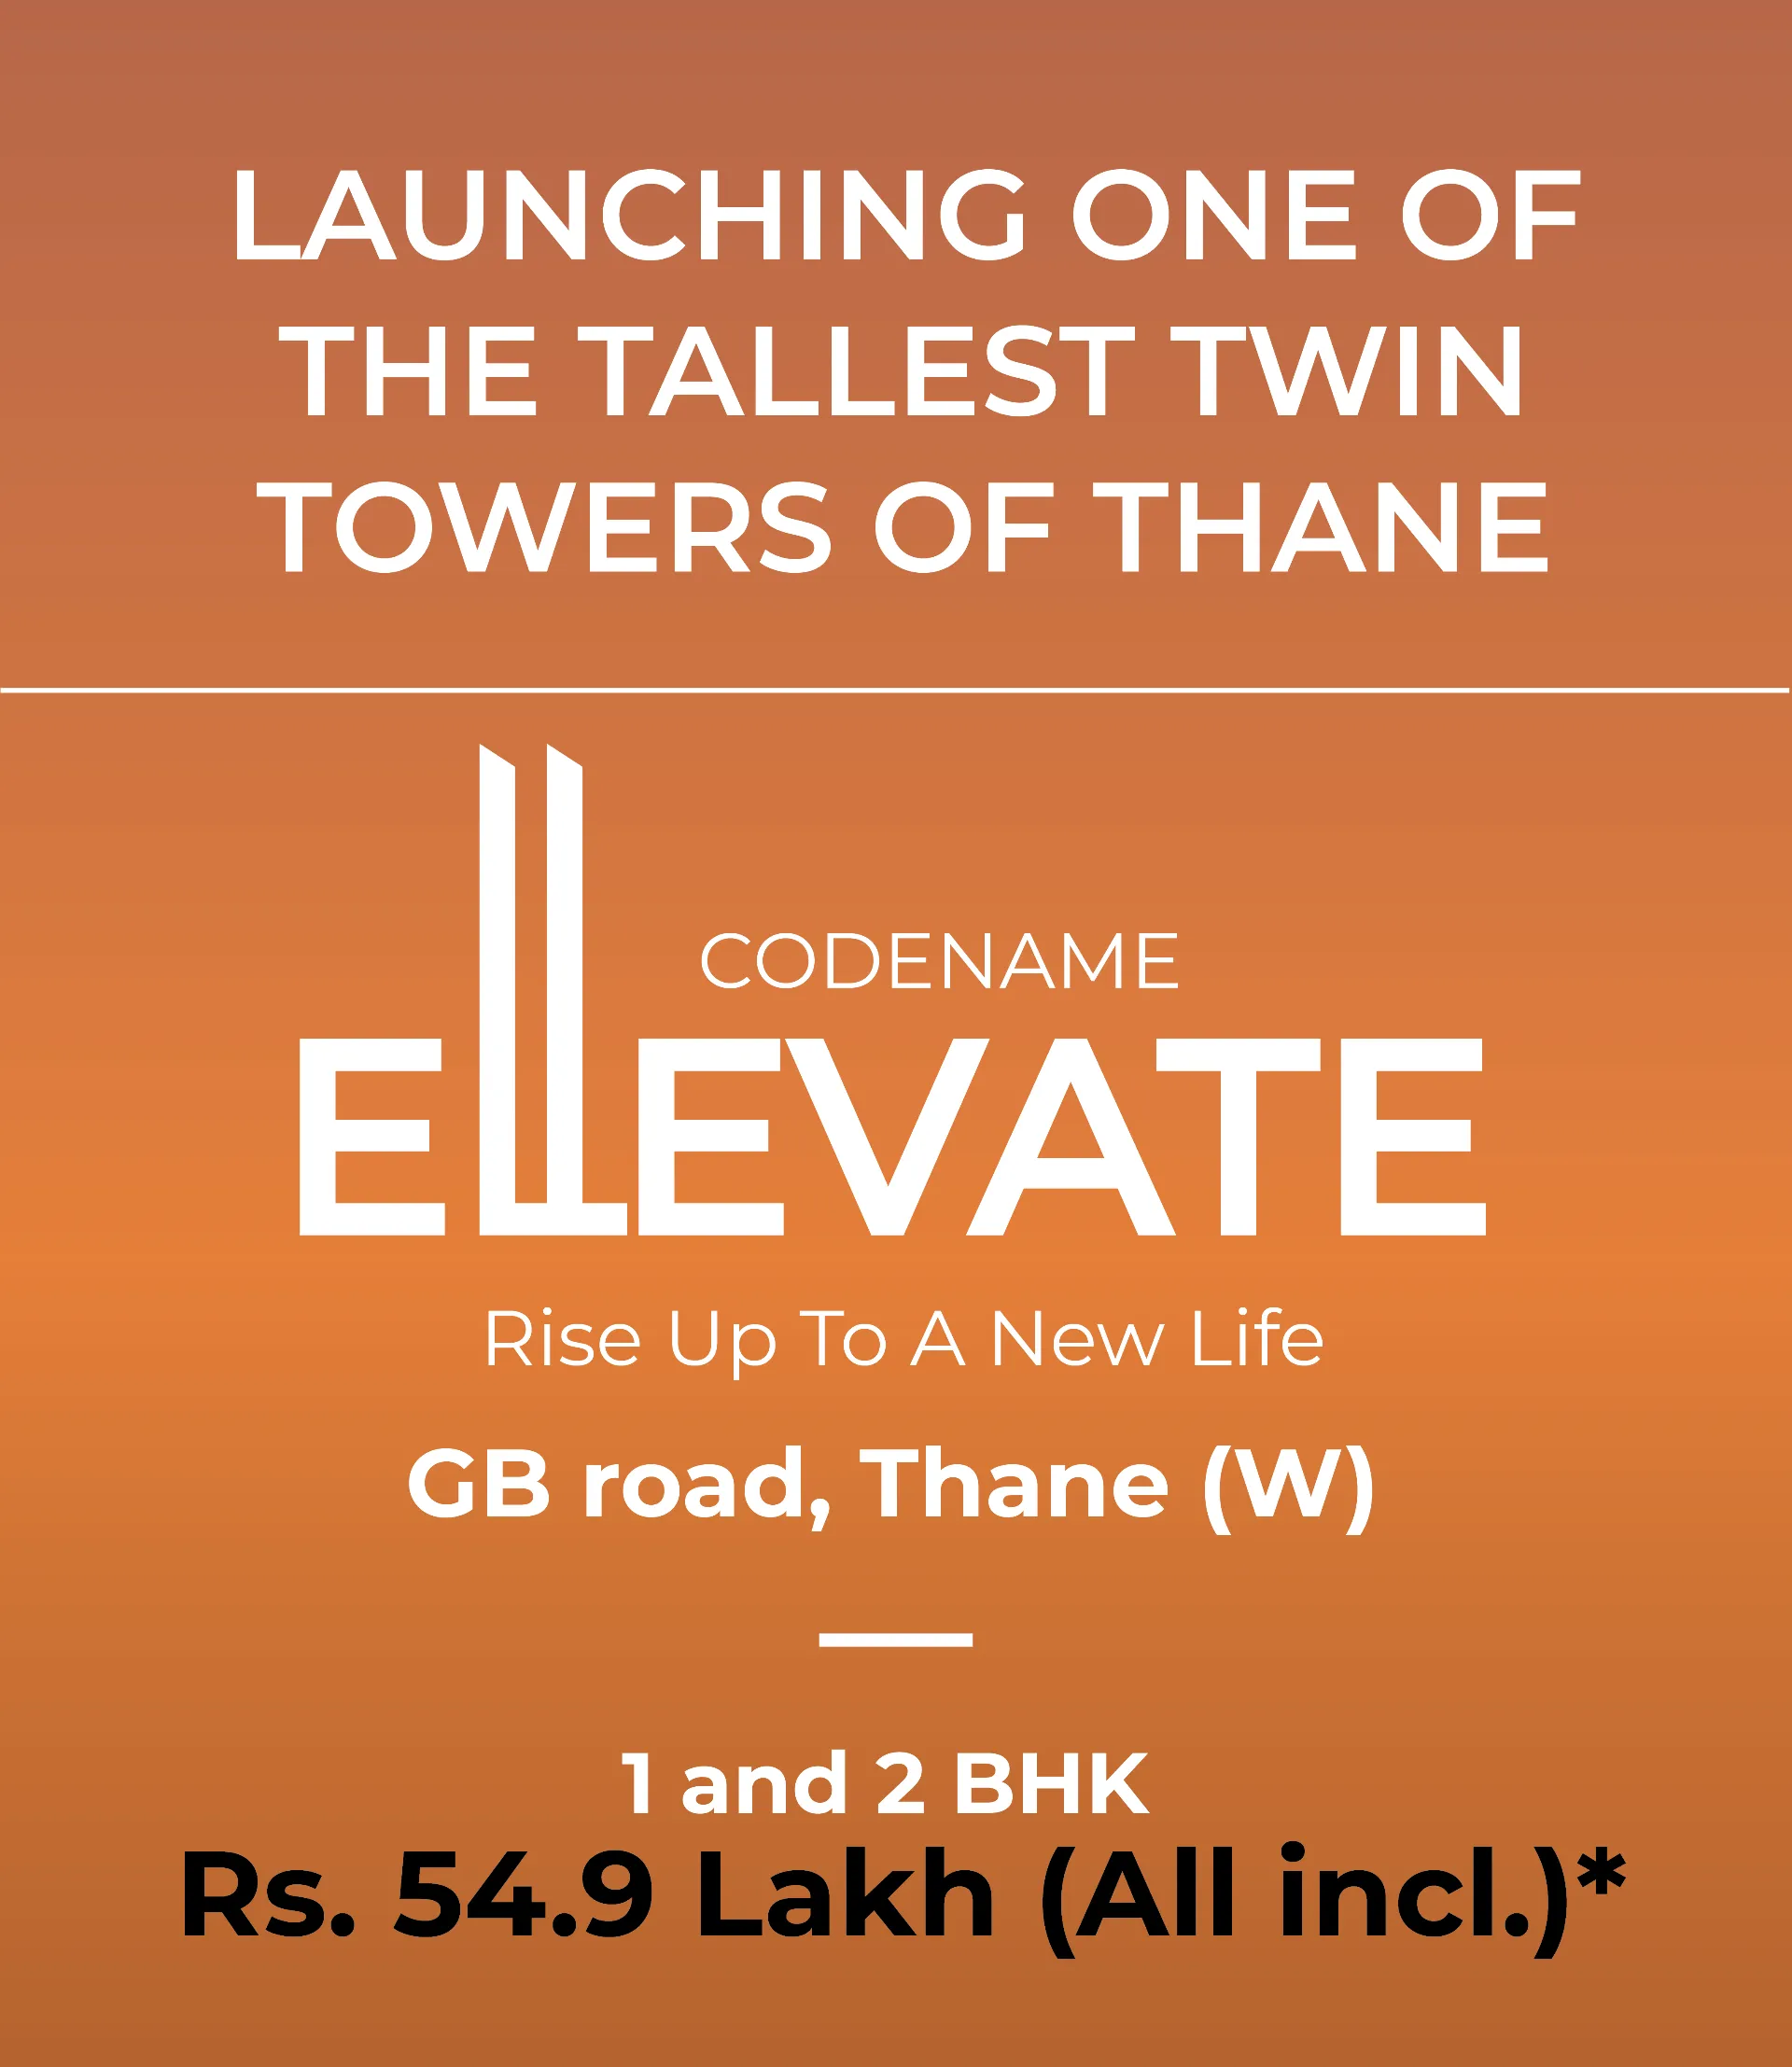 LAUNCHING ONE OF
THE TALLEST TWIN
TOWERS OF THANE
CODENAME
ELLEVATE
Rise Up To A New Life
GB road, Thane (W)
1 and 2 BHK
Rs. 54.9 Lakh (All incl.)*